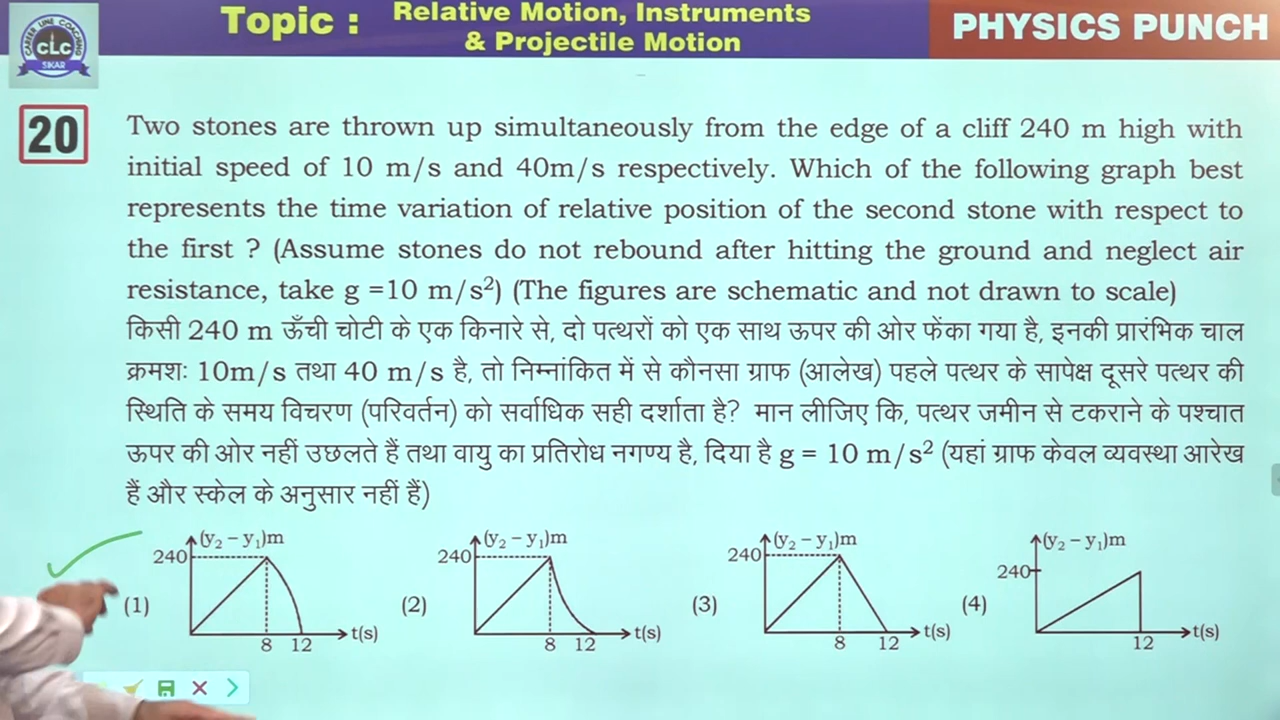 CAREER LINE COACHING
CLC
SIKAR
Topic : Relative Motion, Instruments
& Projectile Motion
PHYSICS PUNCH
20
Two stones are thrown up simultaneously from the edge of a cliff 240 m high with
initial speed of 10 m/s and 40m/s respectively. Which of the following graph best
represents the time variation of relative position of the second stone with respect to
the first ? (Assume stones do not rebound after hitting the ground and neglect air
resistance, take g =10 m/s²) (The figures are schematic and not drawn to scale)
किसी 240 m ऊँची चोटी के एक किनारे से, दो पत्थरों को एक साथ ऊपर की ओर फेंका गया है, इनकी प्रारंभिक चाल
क्रमशः 10m/s तथा 40 m/s है, तो निम्नांकित में से कौनसा ग्राफ (आलेख) पहले पत्थर के सापेक्ष दूसरे पत्थर की
स्थिति के समय विचरण (परिवर्तन) को सर्वाधिक सही दर्शाता है? मान लीजिए कि, पत्थर जमीन से टकराने के पश्चात
ऊपर की ओर नहीं उछलते हैं तथा वायु का प्रतिरोध नगण्य है, दिया है g = 10 m/s² (यहां ग्राफ केवल व्यवस्था आरेख
हैं और स्केल के अनुसार नहीं हैं)
(1) (y₂ – y₁)m 240 8 12 t(s)
(2) (y₂ – y₁)m 240 8 12 t(s)
(3) (y₂ – y₁)m 240 8 12 t(s)
(4) (y₂ – y₁)m 240 12 t(s)